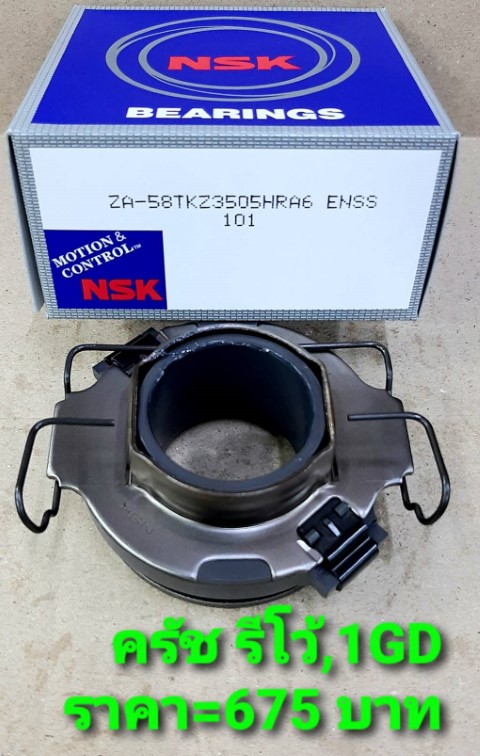 NSK
BEARINGS
ZA-58TKZ3505HRA6 ENSS
101
MOTION &
CONTROL™
NSK
ครัช รีโว้,1GD
ราคา=675 บาท